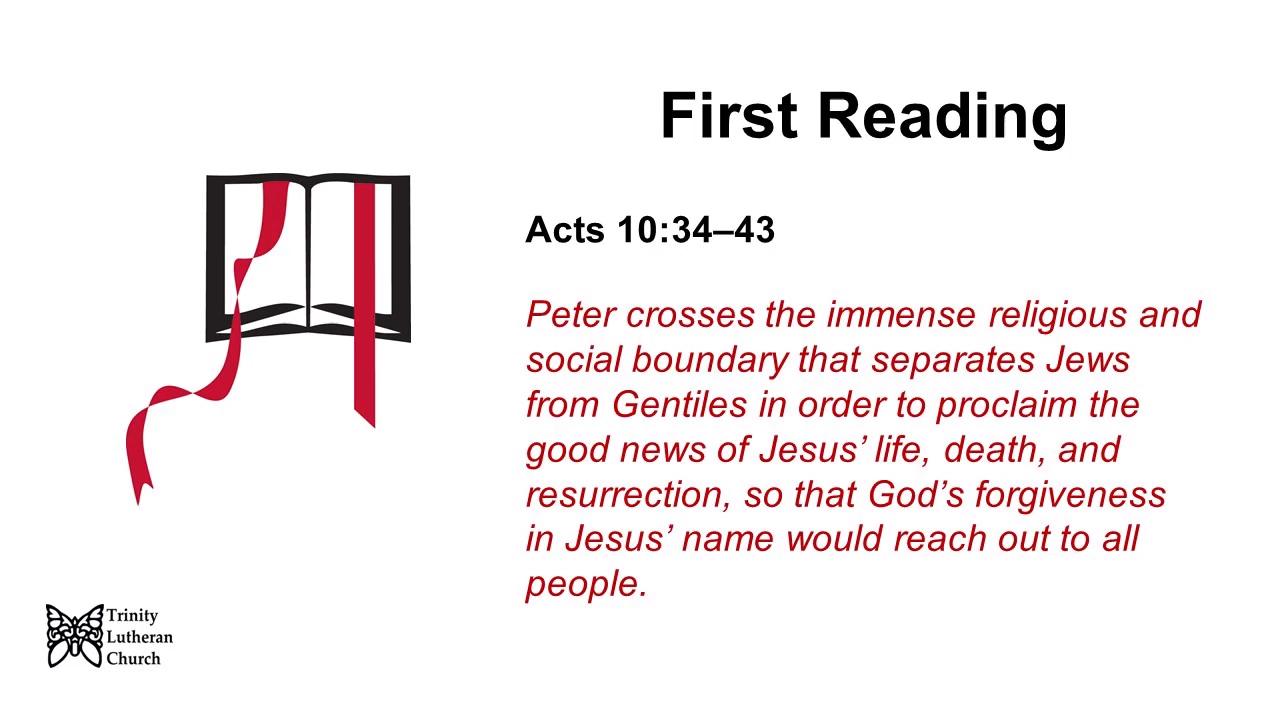 First Reading
Acts 10:34–43
Peter crosses the immense religious and
social boundary that separates Jews
from Gentiles in order to proclaim the
good news of Jesus’ life, death, and
resurrection, so that God’s forgiveness
in Jesus’ name would reach out to all
people.
Trinity
Lutheran
Church